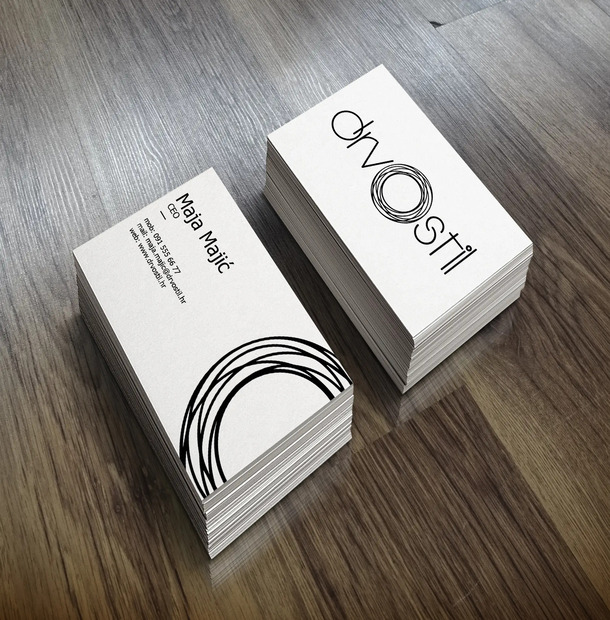 Maja Majić
CEO
mob: 091 555 66 77
mail: maja.majic@drvostil.hr
web: www.drvostil.hr
drvostil